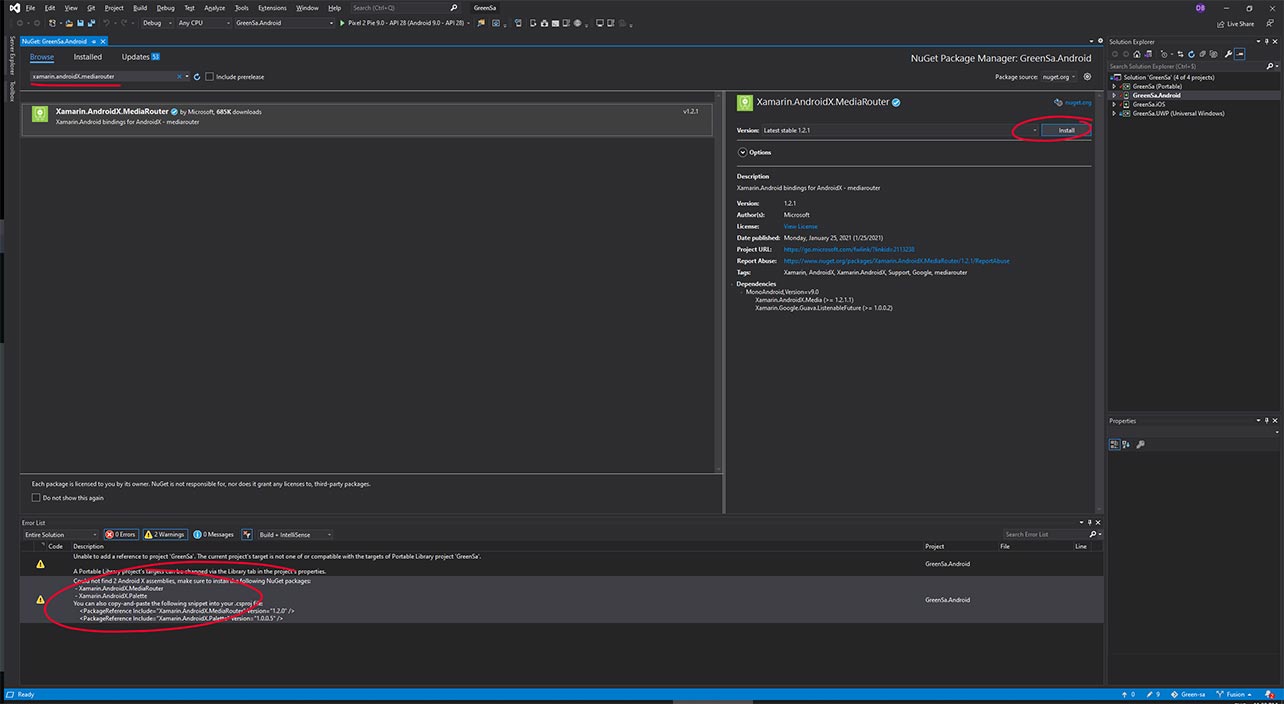 File Edit View Git Project Build Debug Test Analyze Tools Extensions Window Help Search (Ctrl+Q) GreenSa DB
Debug Any CPU GreenSa.Android Pixel 2 Pie 9.0 - API 28 (Android 9.0 - API 28) Live Share
Server Explorer
Toolbox
NuGet: GreenSa.Android
Browse Installed Updates 53
NuGet Package Manager: GreenSa.Android
xamarin.androidX.mediarouter Include prerelease
Package source: nuget.org
Xamarin.AndroidX.MediaRouter by Microsoft, 685K downloads v1.2.1
Xamarin.Android bindings for AndroidX - mediarouter
Xamarin.AndroidX.MediaRouter nuget.org
Version: Latest stable 1.2.1 Install
Options
Description
Xamarin.Android bindings for AndroidX - mediarouter
Version: 1.2.1
Author(s): Microsoft
License: View License
Date published: Monday, January 25, 2021 (1/25/2021)
Project URL: https://go.microsoft.com/fwlink/?linkid=2113238
Report Abuse: https://www.nuget.org/packages/Xamarin.AndroidX.MediaRouter/1.2.1/ReportAbuse
Tags: Xamarin, AndroidX, Xamarin.AndroidX, Support, Google, mediarouter
Dependencies
MonoAndroid,Version=v9.0
Xamarin.AndroidX.Media (>= 1.2.1.1)
Xamarin.Google.Guava.ListenableFuture (>= 1.0.0.2)
Each package is licensed to you by its owner. NuGet is not responsible, nor does it grant any licenses to, third-party packages.
Do not show this again
Solution Explorer
Search Solution Explorer (Ctrl+$)
Solution 'GreenSa' (4 of 4 projects)
GreenSa (Portable)
GreenSa.Android
GreenSa.iOS
GreenSa.UWP (Universal Windows)
Properties
Error List
Entire Solution 0 Errors 2 Warnings 0 Messages Build + IntelliSense Search Error List
Code Description Project File Line
Unable to add a reference to project 'GreenSa'. The current project's target is not one of or compatible with the targets of Portable Library project 'GreenSa'.
A Portable Library project's targets can be changed via the Library tab in the project's properties. GreenSa.Android
Could not find 2 Android X assemblies, make sure to install the following NuGet packages:
- Xamarin.AndroidX.MediaRouter
- Xamarin.AndroidX.Palette
You can also copy-and-paste the following snippet into your .csproj file:
<PackageReference Include="Xamarin.AndroidX.MediaRouter" Version="1.2.0" />
<PackageReference Include="Xamarin.AndroidX.Palette" Version="1.0.0.5" />
GreenSa.Android
Ready 0 9 Green-sa Fusion